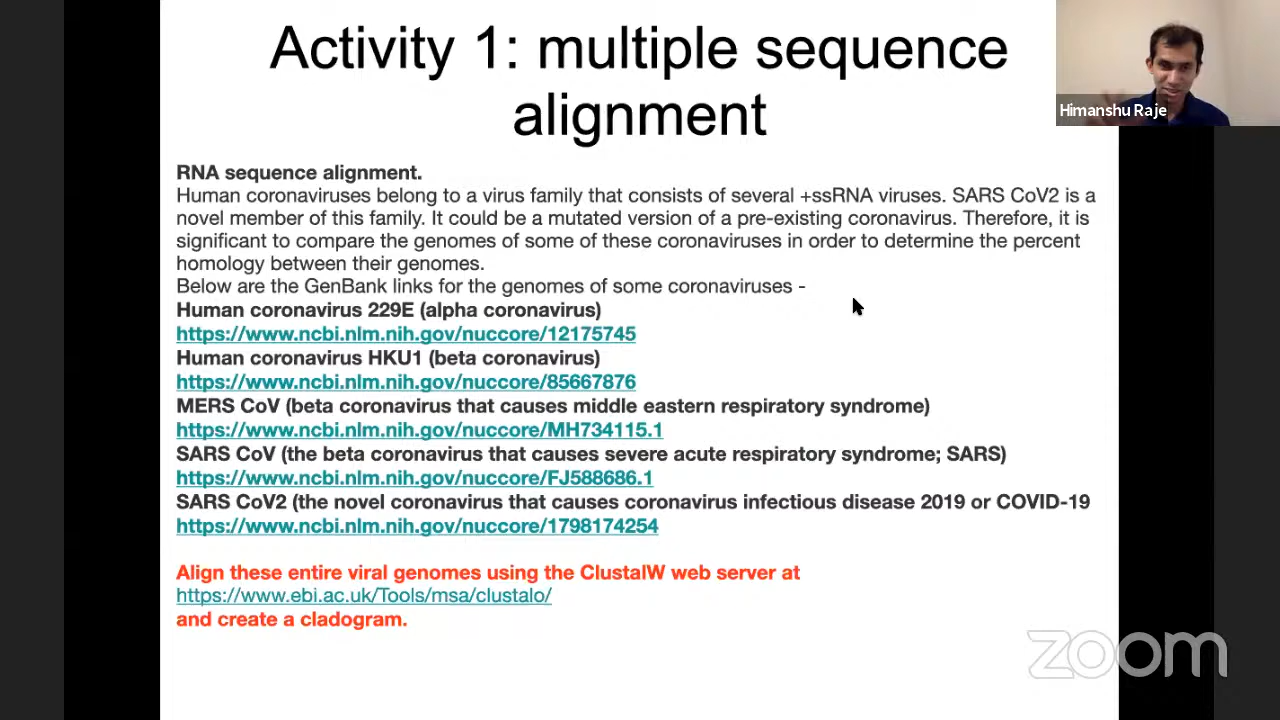 Activity 1: multiple sequence
alignment
Himanshu Raje
RNA sequence alignment.
Human coronaviruses belong to a virus family that consists of several +ssRNA viruses. SARS CoV2 is a
novel member of this family. It could be a mutated version of a pre-existing coronavirus. Therefore, it is
significant to compare the genomes of some of these coronaviruses in order to determine the percent
homology between their genomes.
Below are the GenBank links for the genomes of some coronaviruses -
Human coronavirus 229E (alpha coronavirus)
https://www.ncbi.nlm.nih.gov/nuccore/12175745
Human coronavirus HKU1 (beta coronavirus)
https://www.ncbi.nlm.nih.gov/nuccore/85667876
MERS CoV (beta coronavirus that causes middle eastern respiratory syndrome)
https://www.ncbi.nlm.nih.gov/nuccore/MH734115.1
SARS CoV (the beta coronavirus that causes severe acute respiratory syndrome; SARS)
https://www.ncbi.nlm.nih.gov/nuccore/FJ588686.1
SARS CoV2 (the novel coronavirus that causes coronavirus infectious disease 2019 or COVID-19
https://www.ncbi.nlm.nih.gov/nuccore/1798174254
Align these entire viral genomes using the ClustalW web server at
https://www.ebi.ac.uk/Tools/msa/clustalo/
and create a cladogram.
zoom